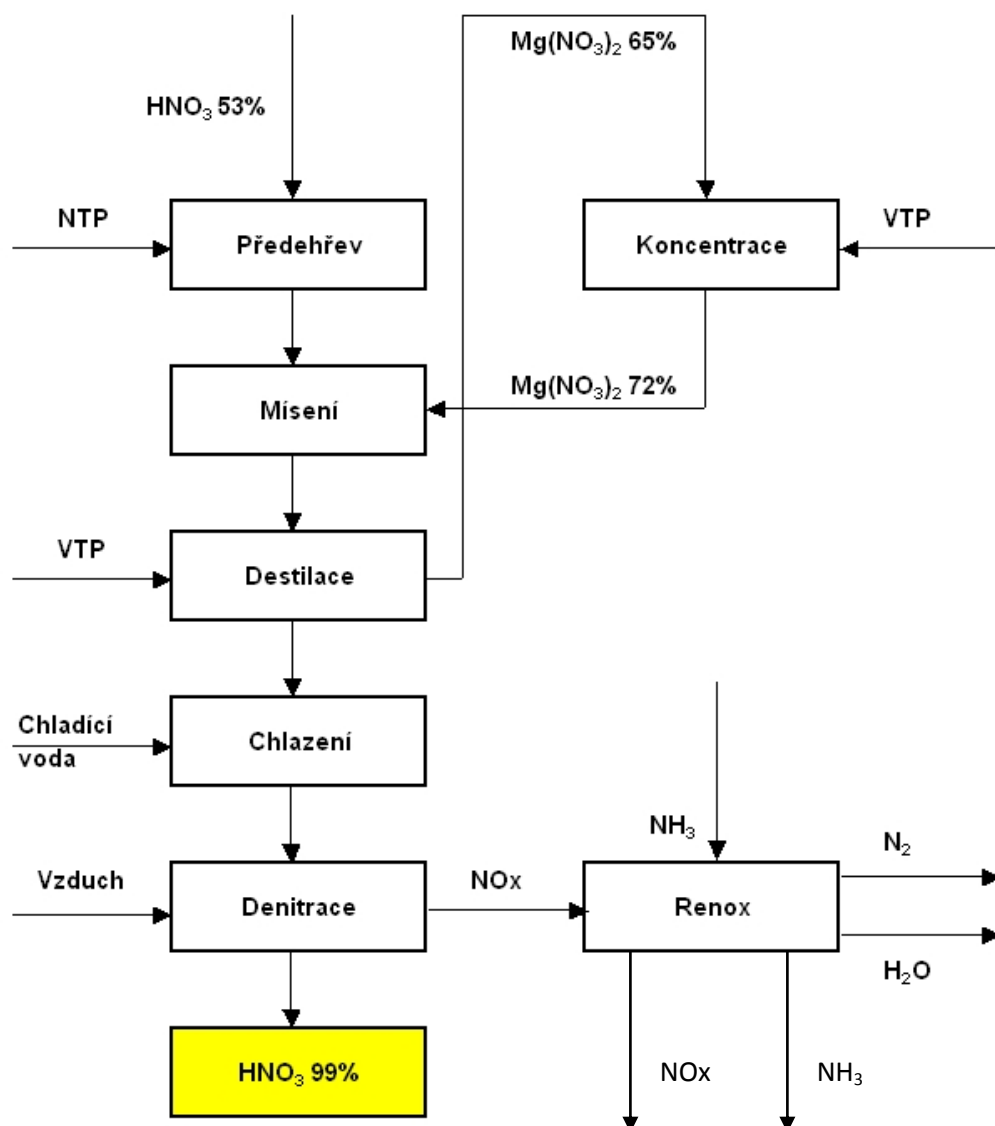 Mg(NO₃)₂ 65%
HNO₃ 53%
NTP
Předehřev
Koncentrace
VTP
Mísení
Mg(NO₃)₂ 72%
VTP
Destilace
Chladící
voda
Chlazení
NH₃
N₂
Vzduch
Denitrace
NOx
Renox
H₂O
HNO₃ 99%
NOx
NH₃